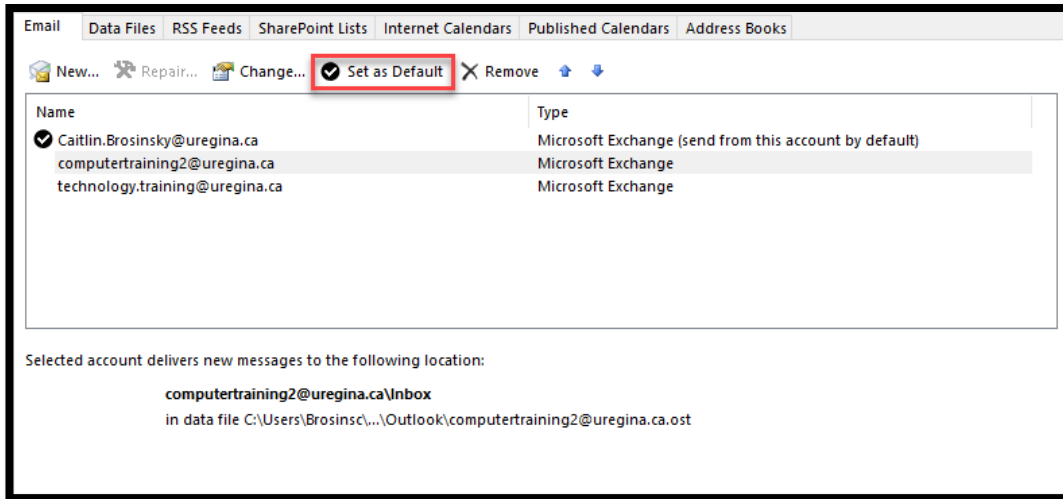 Email Data Files RSS Feeds SharePoint Lists Internet Calendars Published Calendars Address Books
New... Repair... Change... Set as Default Remove
Name Type
Caitlin.Brosinsky@uregina.ca Microsoft Exchange (send from this account by default)
computertraining2@uregina.ca Microsoft Exchange
technology.training@uregina.ca Microsoft Exchange
Selected account delivers new messages to the following location:
computertraining2@uregina.ca\Inbox
in data file C:\Users\Brosinsc\...\Outlook\computertraining2@uregina.ca.ost